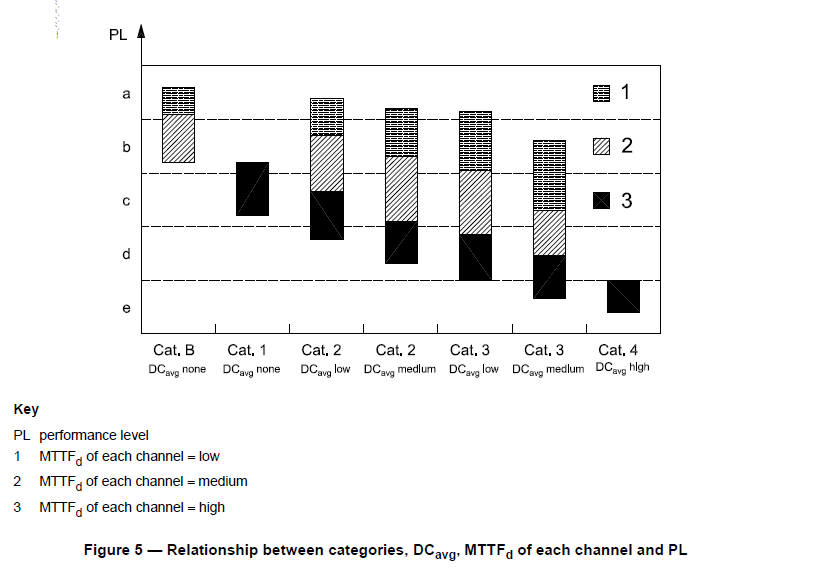 PL
a
b
c
d
e
1
2
3
Cat. B Cat. 1 Cat. 2 Cat. 2 Cat. 3 Cat. 3 Cat. 4
DCavg none DCavg none DCavg low DCavg medium DCavg low DCavg medium DCavg high
Key
PL performance level
1 MTTFd of each channel = low
2 MTTFd of each channel = medium
3 MTTFd of each channel = high
Figure 5 — Relationship between categories, DCavg, MTTFd of each channel and PL